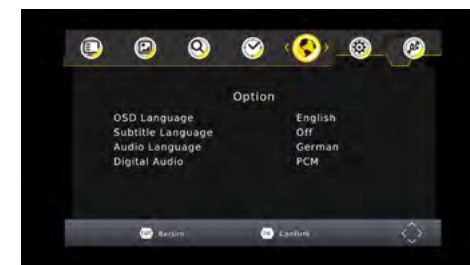 Option
OSD Language English
Subtitle Language Off
Audio Language German
Digital Audio PCM
Return Confirm